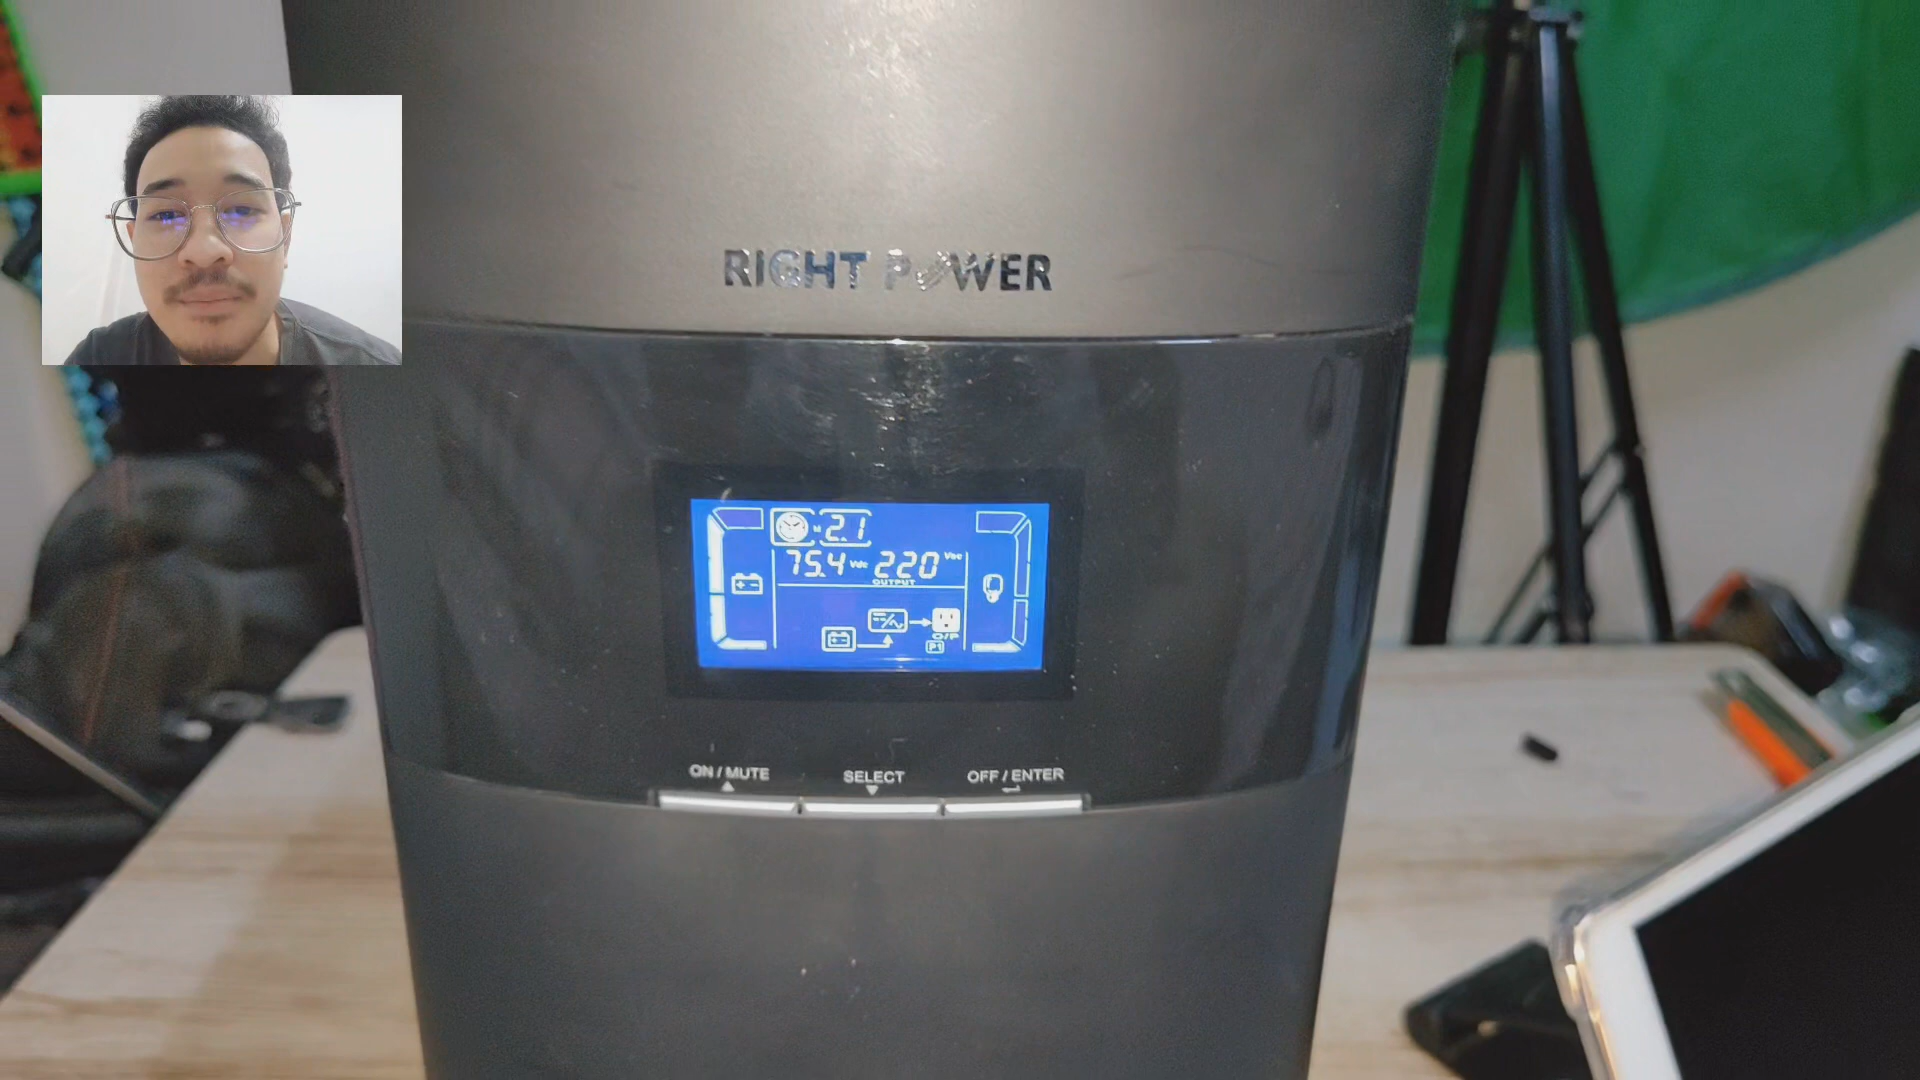 RIGHT POWER
M 2.1
75.4 Vdc 220 Vac
OUTPUT
O/P
P1
ON / MUTE SELECT OFF / ENTER